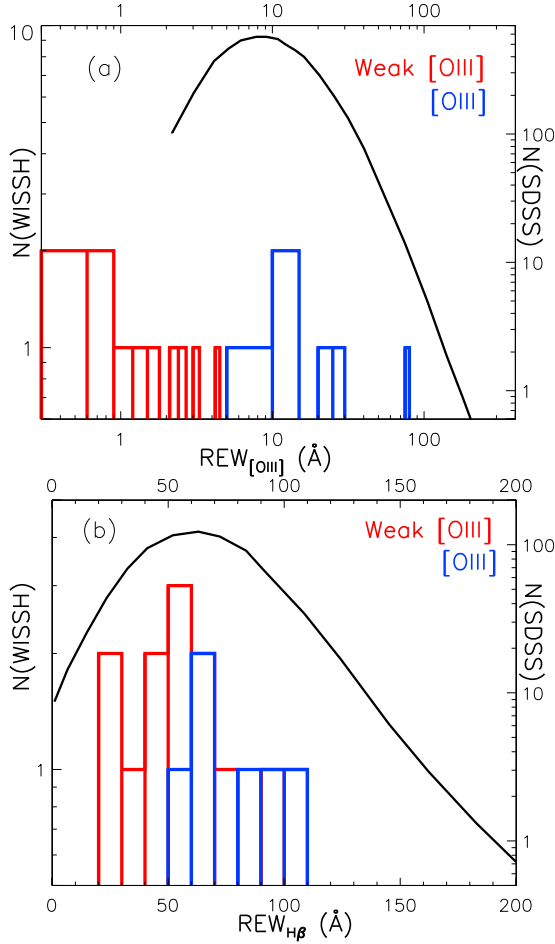 1 10 100
10
(a)
Weak [OIII]
[OIII]
100
N(WISSH)
N(SDSS)
10
1
1
1 10 100
REW[OIII] (Å)
0 50 100 150 200
(b)
Weak [OIII]
[OIII]
100
N(WISSH)
N(SDSS)
10
1
1
0 50 100 150 200
REWHβ (Å)